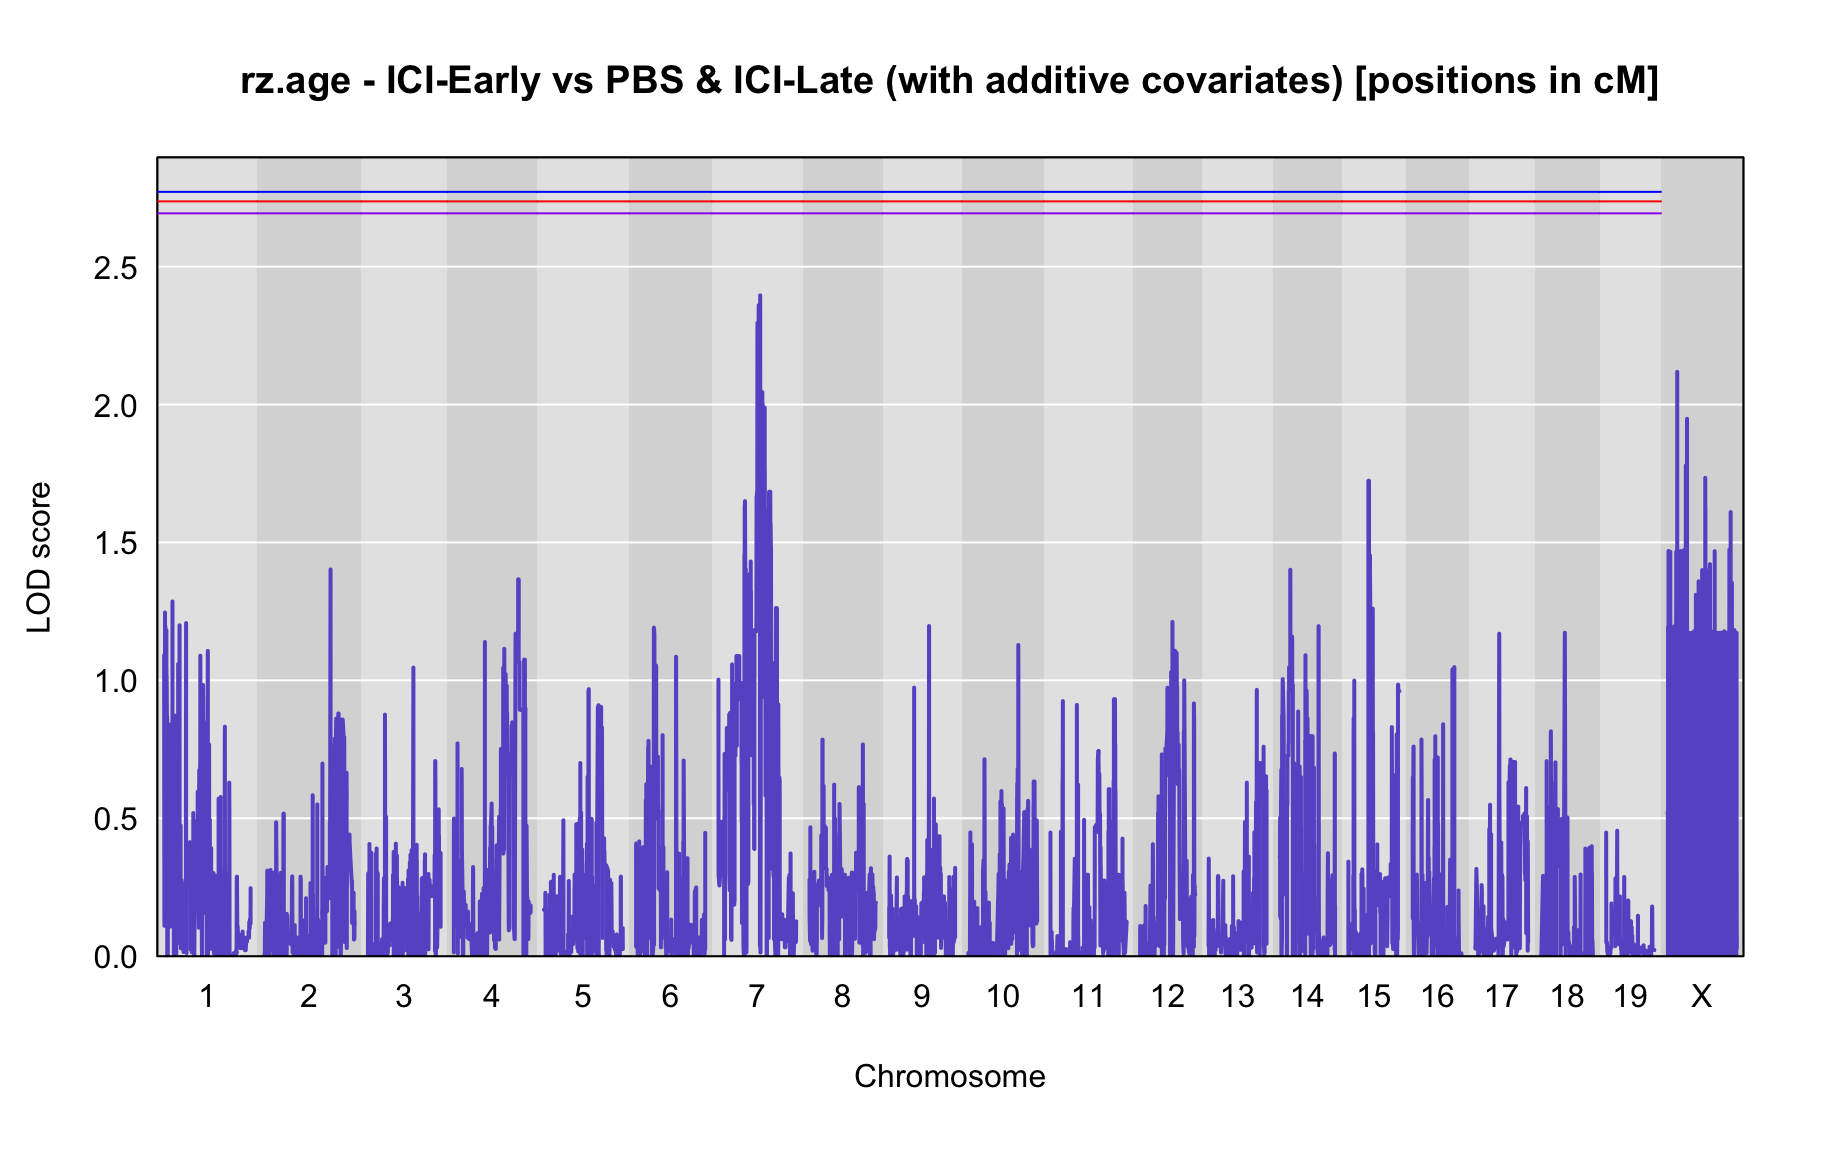 rz.age - ICI-Early vs PBS & ICI-Late (with additive covariates) [positions in cM]
LOD score
2.5
2.0
1.5
1.0
0.5
0.0
1 2 3 4 5 6 7 8 9 10 11 12 13 14 15 16 17 18 19 X
Chromosome